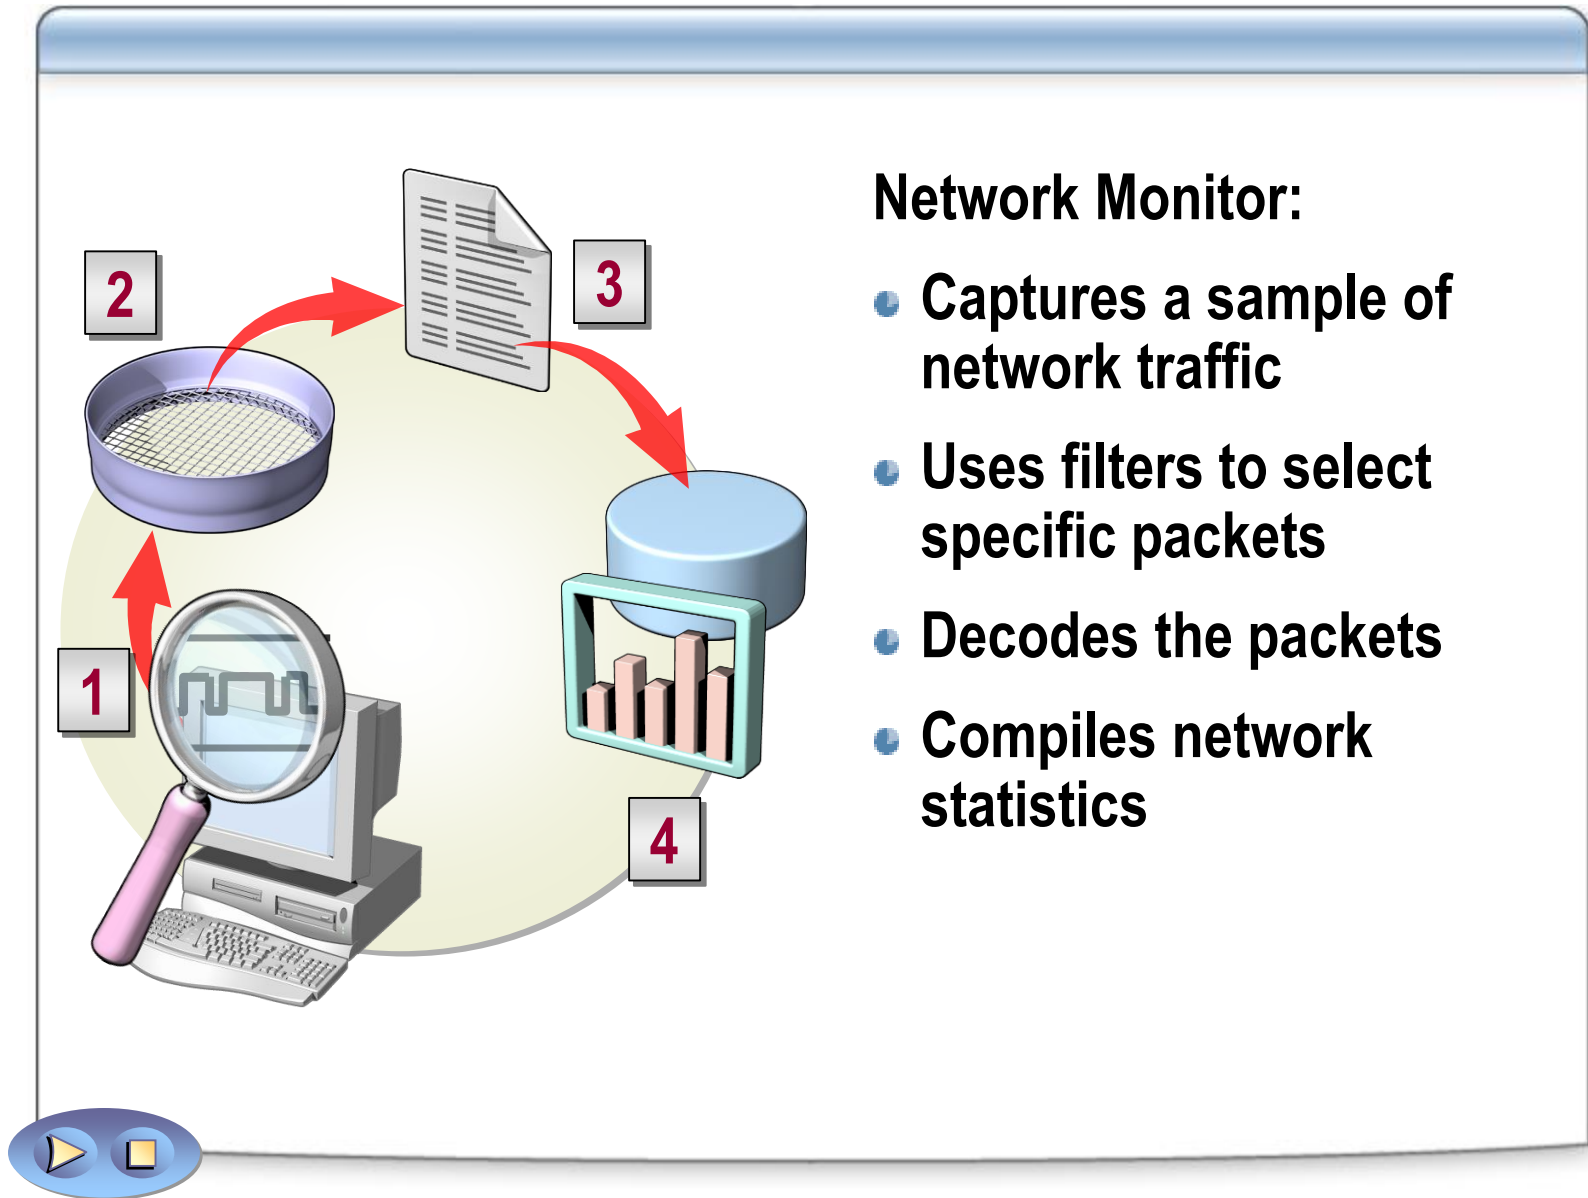 Network Monitor:
Captures a sample of
network traffic
Uses filters to select
specific packets
Decodes the packets
Compiles network
statistics
1
2
3
4